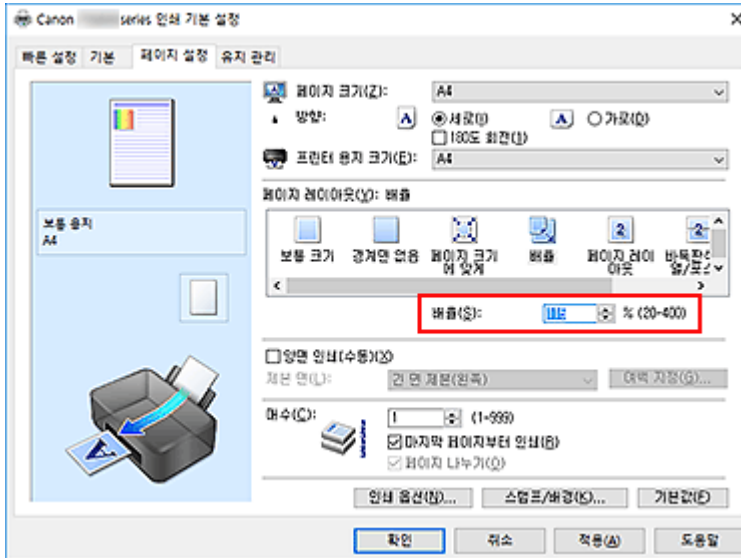 Canon series 인쇄 기본 설정
빠른 설정 기본 페이지 설정 유지 관리
페이지 크기(Z): A4
방향: A 세로(I) A 가로(O)
180도 회전(1)
프린터 용지 크기(E): A4
페이지 레이아웃(Y): 배율
보통 용지
A4
보통 크기 경계면 없음 페이지 크기에 맞게 배율 페이지 레이아웃
배율(S): % (20-400)
양면 인쇄(수동)(X)
제본 면(L): 긴 면 제본(왼쪽) 여백 지정(G)...
매수(C): 1 (1-999)
마지막 페이지부터 인쇄(R)
페이지 나누기(O)
인쇄 옵션(N)... 스탬프/배경(K)... 기본값(F)
확인 취소 적용(A) 도움말